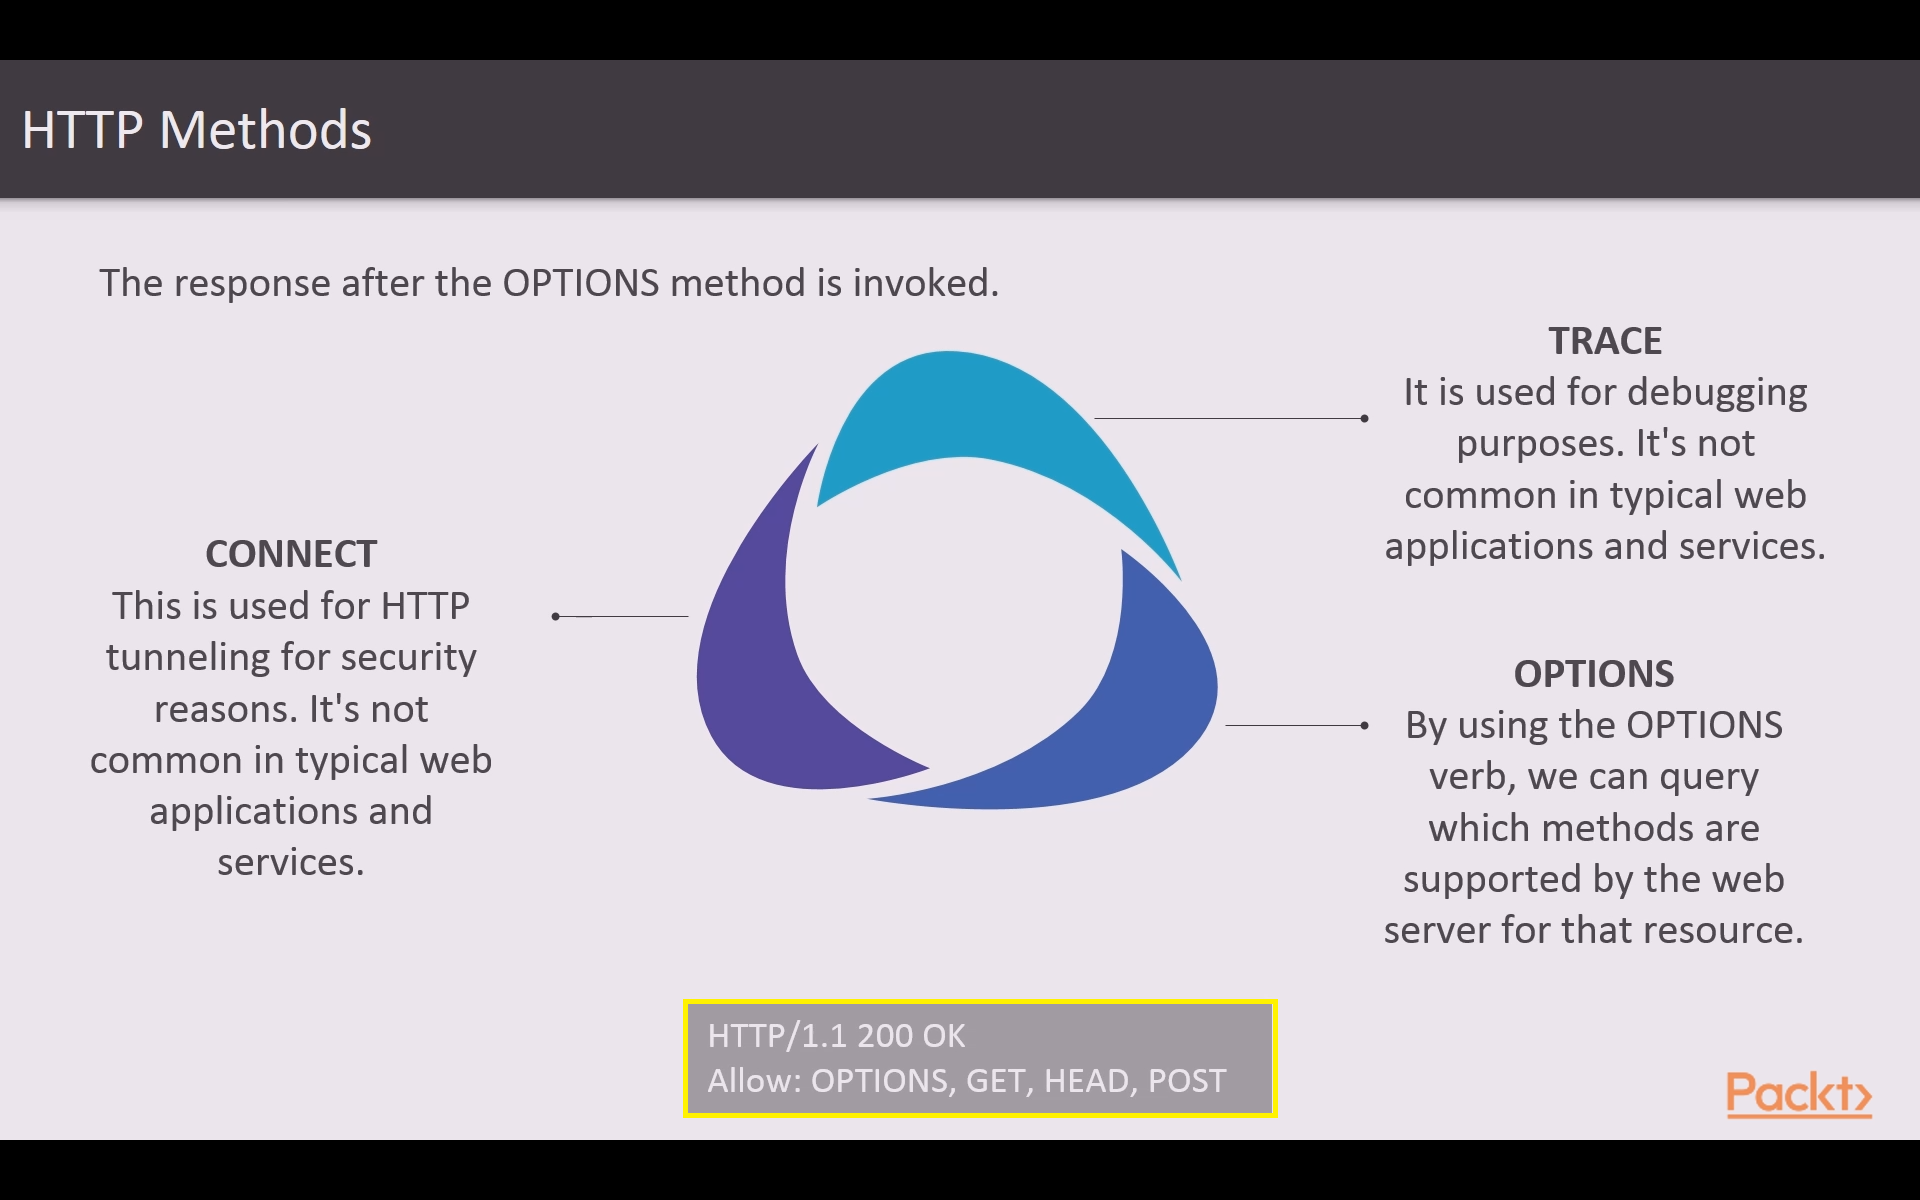 HTTP Methods
The response after the OPTIONS method is invoked.
TRACE
It is used for debugging
purposes. It's not
common in typical web
applications and services.
CONNECT
This is used for HTTP
tunneling for security
reasons. It's not
common in typical web
applications and
services.
OPTIONS
By using the OPTIONS
verb, we can query
which methods are
supported by the web
server for that resource.
HTTP/1.1 200 OK
Allow: OPTIONS, GET, HEAD, POST
Packt>